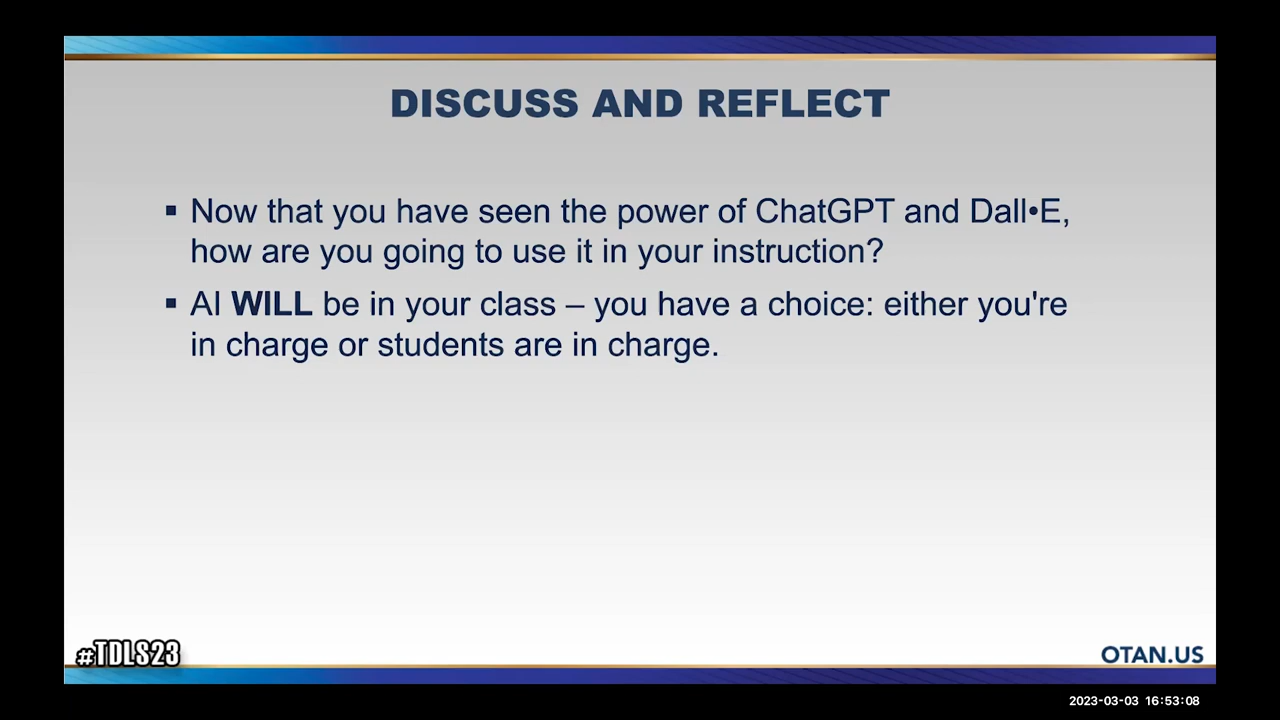 DISCUSS AND REFLECT
▪ Now that you have seen the power of ChatGPT and Dall•E,
how are you going to use it in your instruction?
▪ AI WILL be in your class – you have a choice: either you're
in charge or students are in charge.
#TDLS23
OTAN.US
2023-03-03 16:53:08